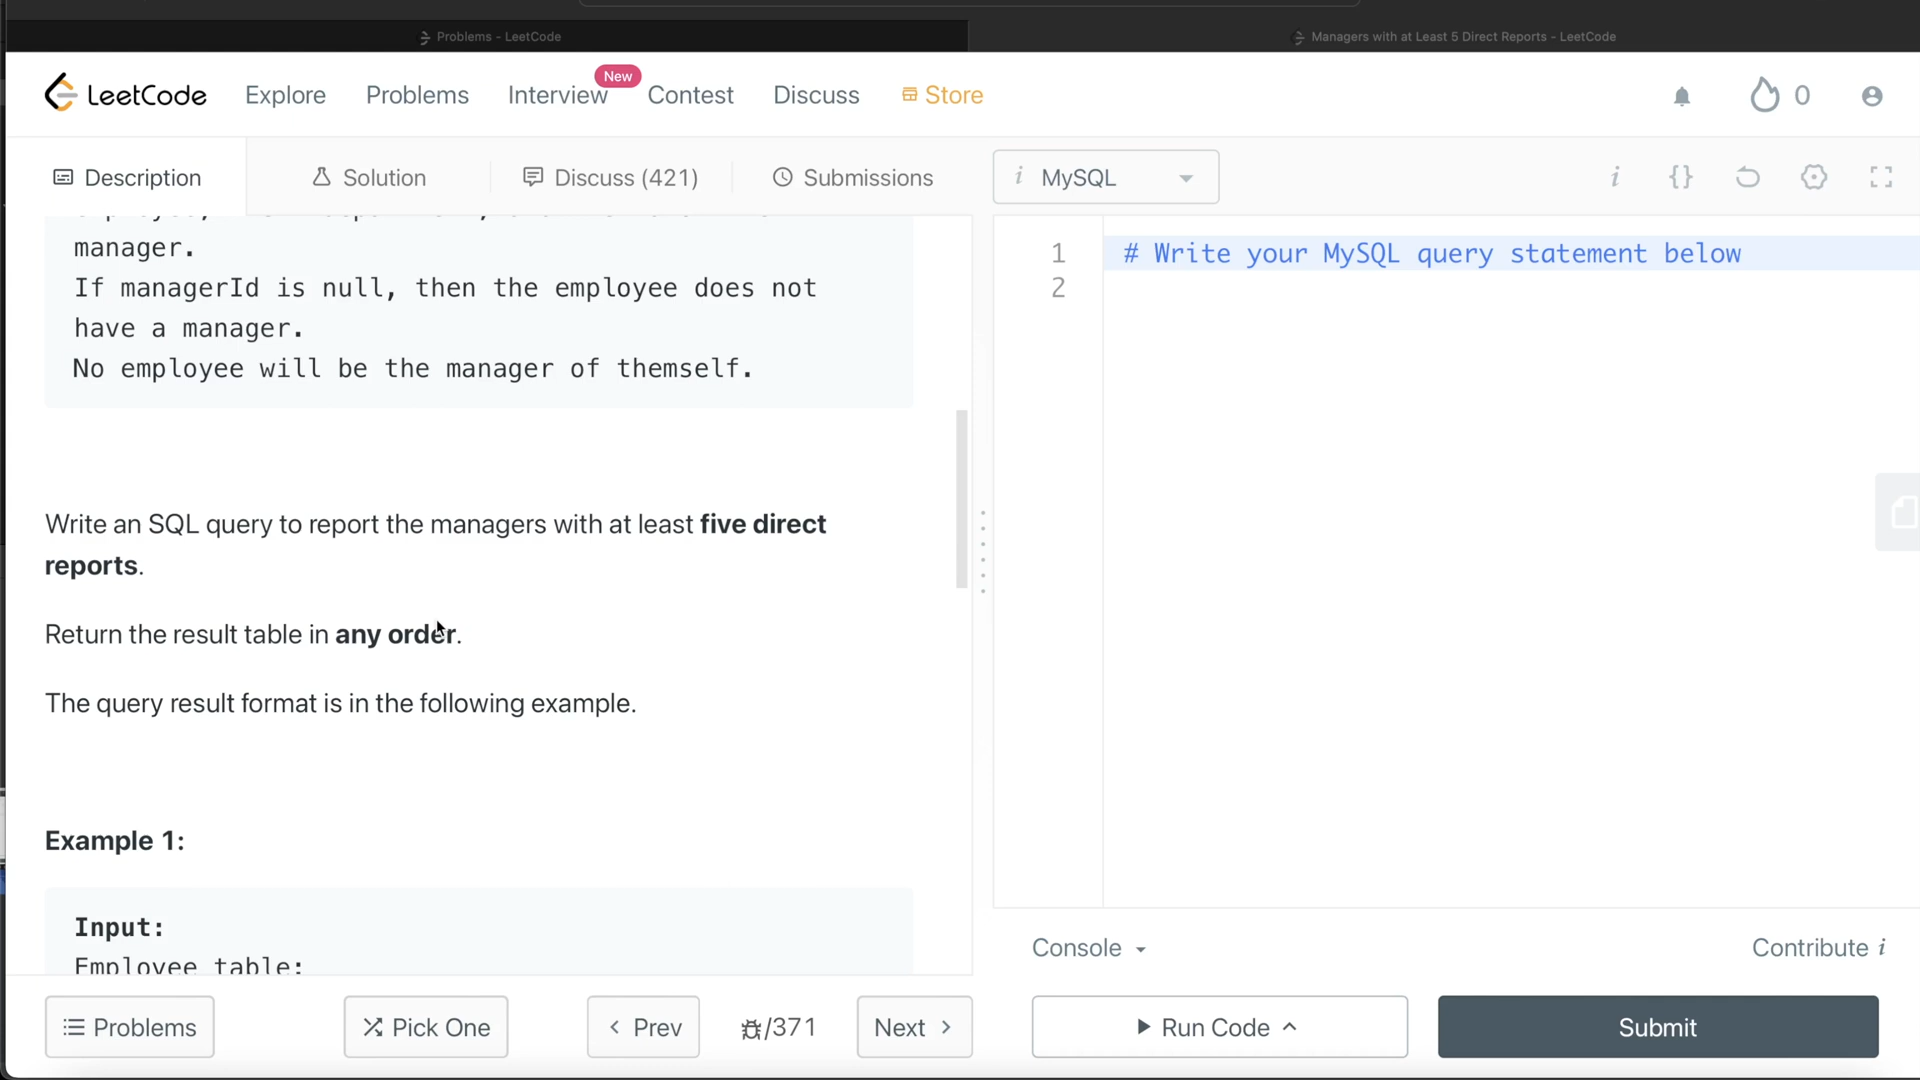 Problems - LeetCode
Managers with at Least 5 Direct Reports - LeetCode
LeetCode
Explore
Problems
Interview
New
Contest
Discuss
Store
0
Description
Solution
Discuss (421)
Submissions
i MySQL
i {}
manager.
If managerId is null, then the employee does not
have a manager.
No employee will be the manager of themself.
Write an SQL query to report the managers with at least five direct
reports.
Return the result table in any order.
The query result format is in the following example.
Example 1:
Input:
Employee table:
1 # Write your MySQL query statement below
2
Console
Contribute i
Problems
Pick One
Prev
/371
Next
Run Code
Submit